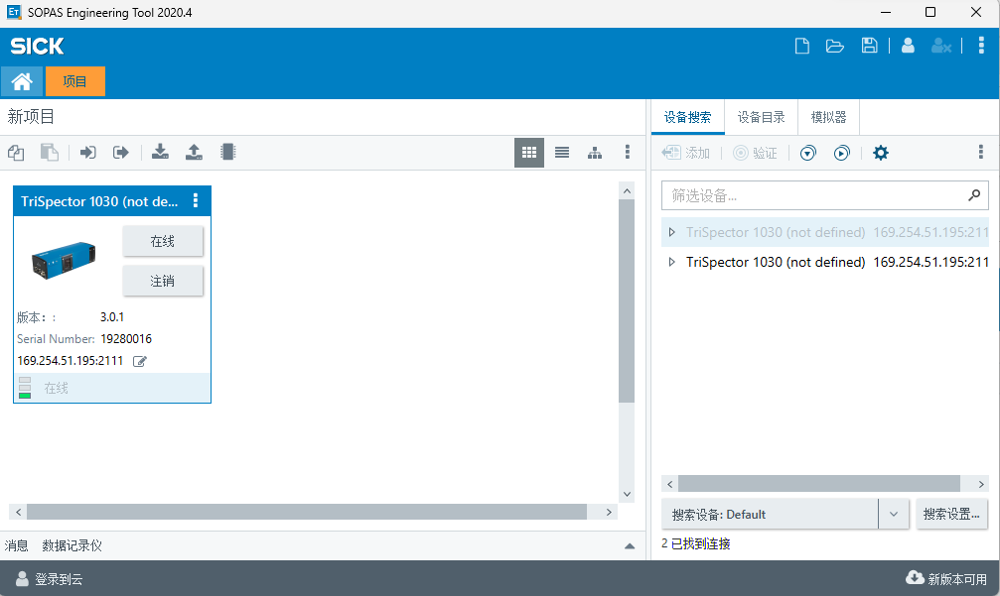 ET SOPAS Engineering Tool 2020.4
SICK
项目
新项目
设备搜索 设备目录 模拟器
添加 验证
TriSpector 1030 (not de...
在线
注销
版本: : 3.0.1
Serial Number: 19280016
169.254.51.195:2111
在线
筛选设备...
TriSpector 1030 (not defined) 169.254.51.195:211
TriSpector 1030 (not defined) 169.254.51.195:2111
搜索设备: Default
搜索设置...
2 已找到连接
消息 数据记录仪
登录到云
新版本可用